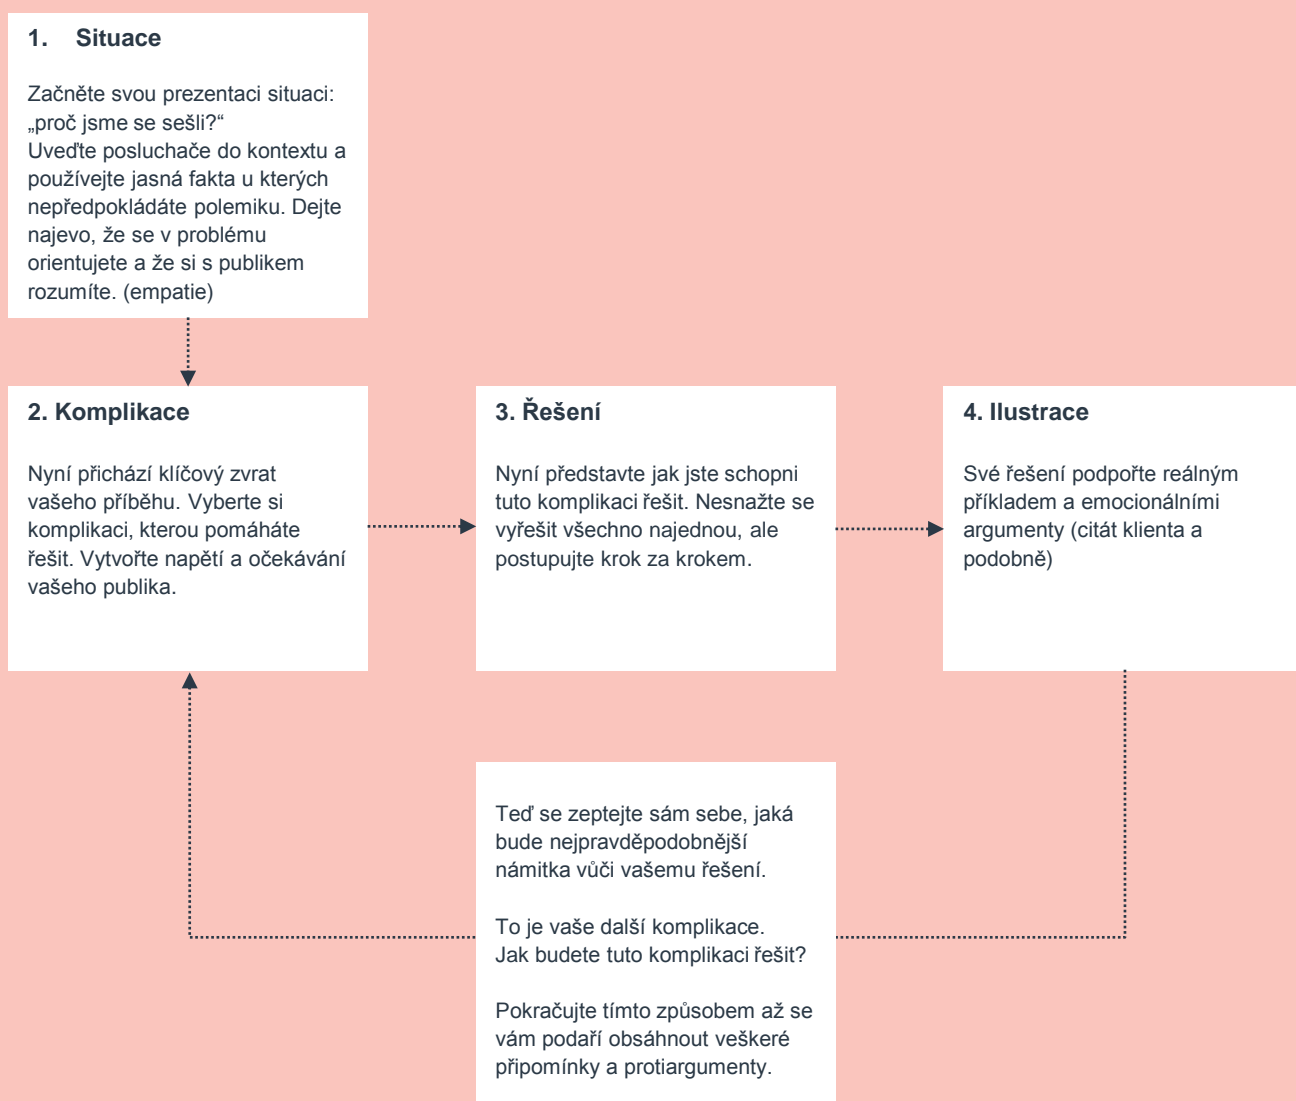 1. Situace
Začněte svou prezentaci situaci:
„proč jsme se sešli?“
Uveďte posluchače do kontextu a
používejte jasná fakta u kterých
nepředpokládáte polemiku. Dejte
najevo, že se v problému
orientujete a že si s publikem
rozumíte. (empatie)
2. Komplikace
Nyní přichází klíčový zvrat
vašeho příběhu. Vyberte si
komplikaci, kterou pomáháte
řešit. Vytvořte napětí a očekávání
vašeho publika.
3. Řešení
Nyní představte jak jste schopni
tuto komplikaci řešit. Nesnažte se
vyřešit všechno najednou, ale
postupujte krok za krokem.
4. Ilustrace
Své řešení podpořte reálným
příkladem a emocionálními
argumenty (citát klienta a
podobně)
Teď se zeptejte sám sebe, jaká
bude nejpravděpodobnější
námitka vůči vašemu řešení.
To je vaše další komplikace.
Jak budete tuto komplikaci řešit?
Pokračujte tímto způsobem až se
vám podaří obsáhnout veškeré
připomínky a protiargumenty.